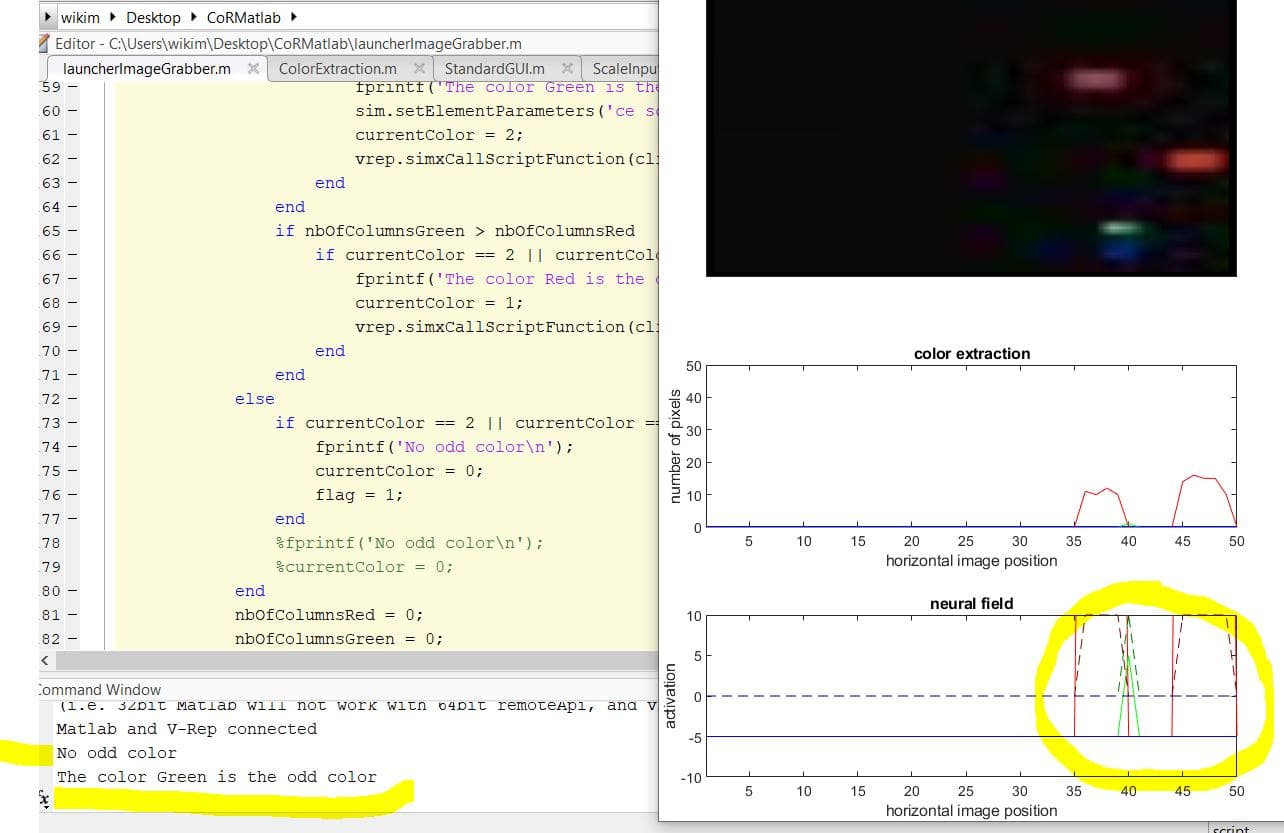 wikim ▸ Desktop ▸ CoRMatlab ▸
Editor - C:\Users\wikim\Desktop\CoRMatlab\launcherImageGrabber.m
launcherImageGrabber.m × ColorExtraction.m × StandardGUI.m × ScaleInpu
59 – fprintf('The color Green is the
60 – sim.setElementParameters('ce s
61 – currentColor = 2;
62 – vrep.simxCallScriptFunction(cl
63 – end
64 – end
65 – if nbOfColumnsGreen > nbOfColumnsRed
66 – if currentColor == 2 || currentCol
67 – fprintf('The color Red is the
68 – currentColor = 1;
69 – vrep.simxCallScriptFunction(cl
70 – end
71 – end
72 – else
73 – if currentColor == 2 || currentColor ==
74 – fprintf('No odd color\n');
75 – currentColor = 0;
76 – flag = 1;
77 – end
78 %fprintf('No odd color\n');
79 %currentColor = 0;
80 – end
81 – nbOfColumnsRed = 0;
82 – nbOfColumnsGreen = 0;
ommand Window
(i.e. 32bit Matlab will not work with 64bit remoteApi, and v
Matlab and V-Rep connected
No odd color
The color Green is the odd color
fx
color extraction
number of pixels
50
40
30
20
10
0
5 10 15 20 25 30 35 40 45 50
horizontal image position
neural field
activation
10
5
0
-5
-10
5 10 15 20 25 30 35 40 45 50
horizontal image position
script